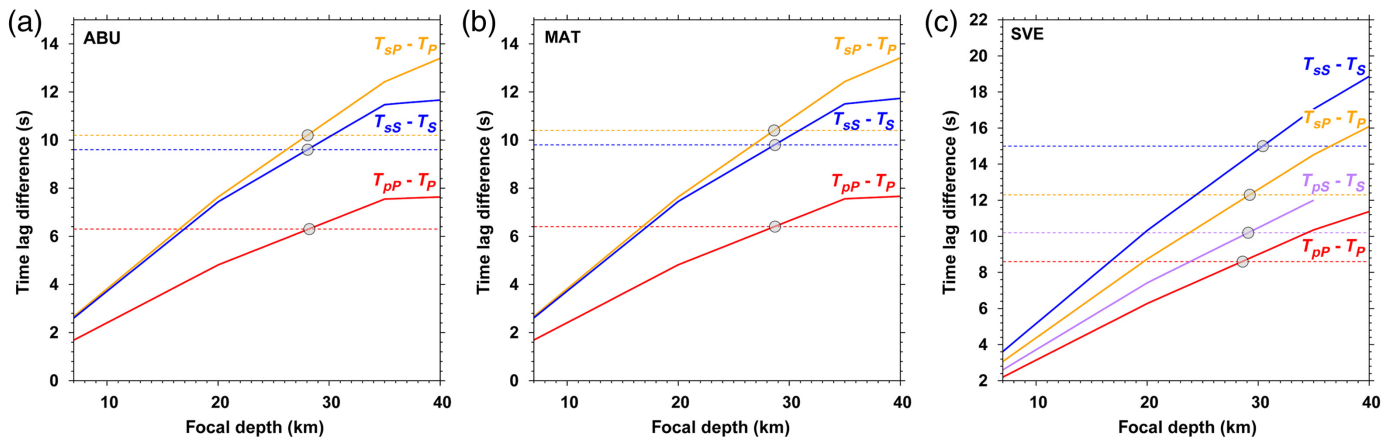 (a)
ABU
TsP - TP
TsS - TS
TpP - TP
Time lag difference (s)
14
12
10
8
6
4
2
0
10 20 30 40
Focal depth (km)
(b)
MAT
TsP - TP
TsS - TS
TpP - TP
Time lag difference (s)
14
12
10
8
6
4
2
0
10 20 30 40
Focal depth (km)
(c)
SVE
TsS - TS
TsP - TP
TpS - TS
TpP - TP
Time lag difference (s)
22
20
18
16
14
12
10
8
6
4
2
10 20 30 40
Focal depth (km)